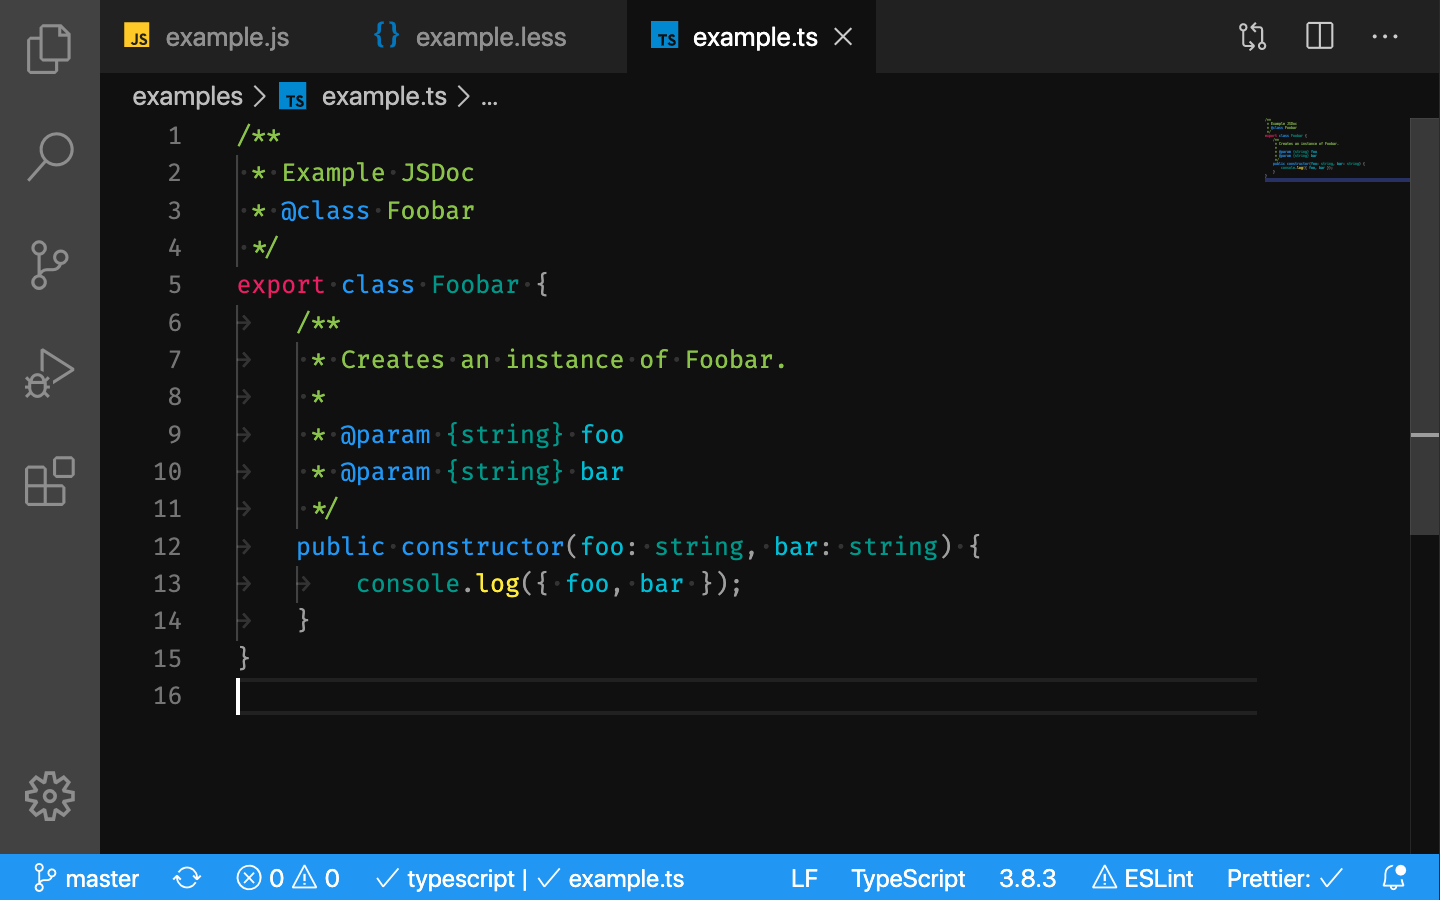 JS example.js {} example.less TS example.ts
examples > TS example.ts > ...
1 /**
2  * Example JSDoc
3  * @class Foobar
4  */
5 export class Foobar {
6     /**
7      * Creates an instance of Foobar.
8      *
9      * @param {string} foo
10      * @param {string} bar
11      */
12     public constructor(foo: string, bar: string) {
13         console.log({ foo, bar });
14     }
15 }
16
master 0 0 typescript | example.ts LF TypeScript 3.8.3 ESLint Prettier: